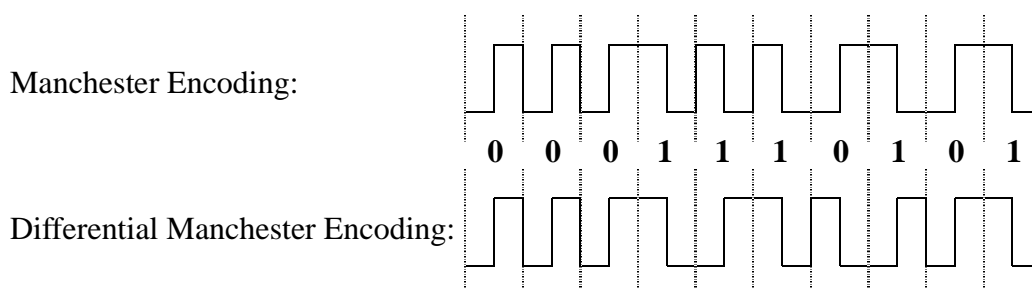 Manchester Encoding:
0 0 0 1 1 1 0 1 0 1
Differential Manchester Encoding: